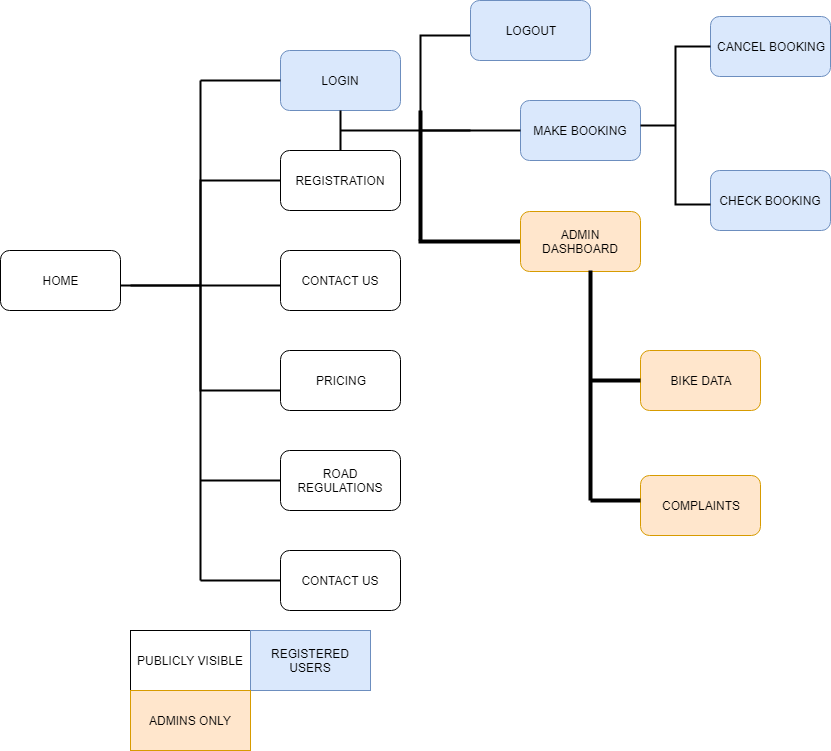 LOGOUT
CANCEL BOOKING
LOGIN
MAKE BOOKING
REGISTRATION
CHECK BOOKING
ADMIN
DASHBOARD
HOME
CONTACT US
PRICING
BIKE DATA
ROAD
REGULATIONS
COMPLAINTS
CONTACT US
PUBLICLY VISIBLE
REGISTERED
USERS
ADMINS ONLY